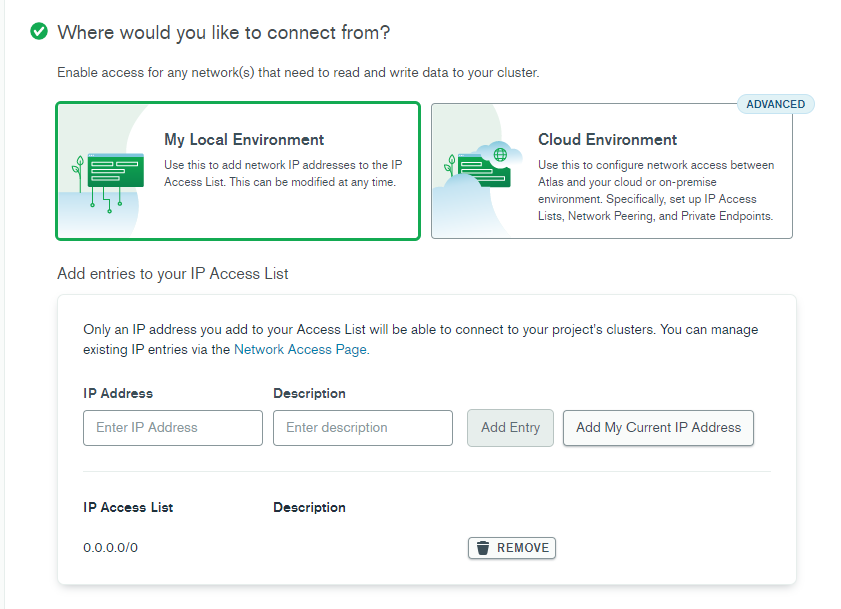 Where would you like to connect from?
Enable access for any network(s) that need to read and write data to your cluster.
ADVANCED
My Local Environment
Use this to add network IP addresses to the IP
Access List. This can be modified at any time.
Cloud Environment
Use this to configure network access between
Atlas and your cloud or on-premise
environment. Specifically, set up IP Access
Lists, Network Peering, and Private Endpoints.
Add entries to your IP Access List
Only an IP address you add to your Access List will be able to connect to your project's clusters. You can manage
existing IP entries via the Network Access Page.
IP Address Description
Enter IP Address Enter description Add Entry Add My Current IP Address
IP Access List Description
0.0.0.0/0 REMOVE